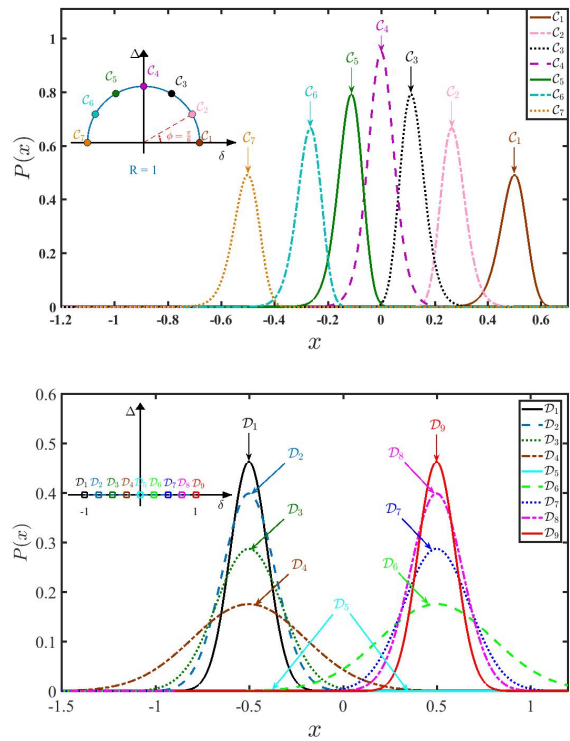 1
0.8
0.6
0.4
0.2
0
P(x)
-1.2 -1 -0.8 -0.6 -0.4 -0.2 0 0.2 0.4 0.6
x
Δ
δ
R = 1
C₁
C₂
C₃
C₄
C₅
C₆
C₇
C₇
C₆
C₅
C₄
C₃
C₂
C₁
C₁
C₂
C₃
C₄
C₅
C₆
C₇
0.6
0.5
0.4
0.3
0.2
0.1
0
P(x)
-1.5 -1 -0.5 0 0.5 1
x
Δ
D₁ D₂ D₃ D₄ D₅ D₆ D₇ D₈ D₉
-1 1 δ
D₁
D₂
D₃
D₄
D₅
D₆
D₇
D₈
D₉
D₁
D₂
D₃
D₄
D₅
D₆
D₇
D₈
D₉